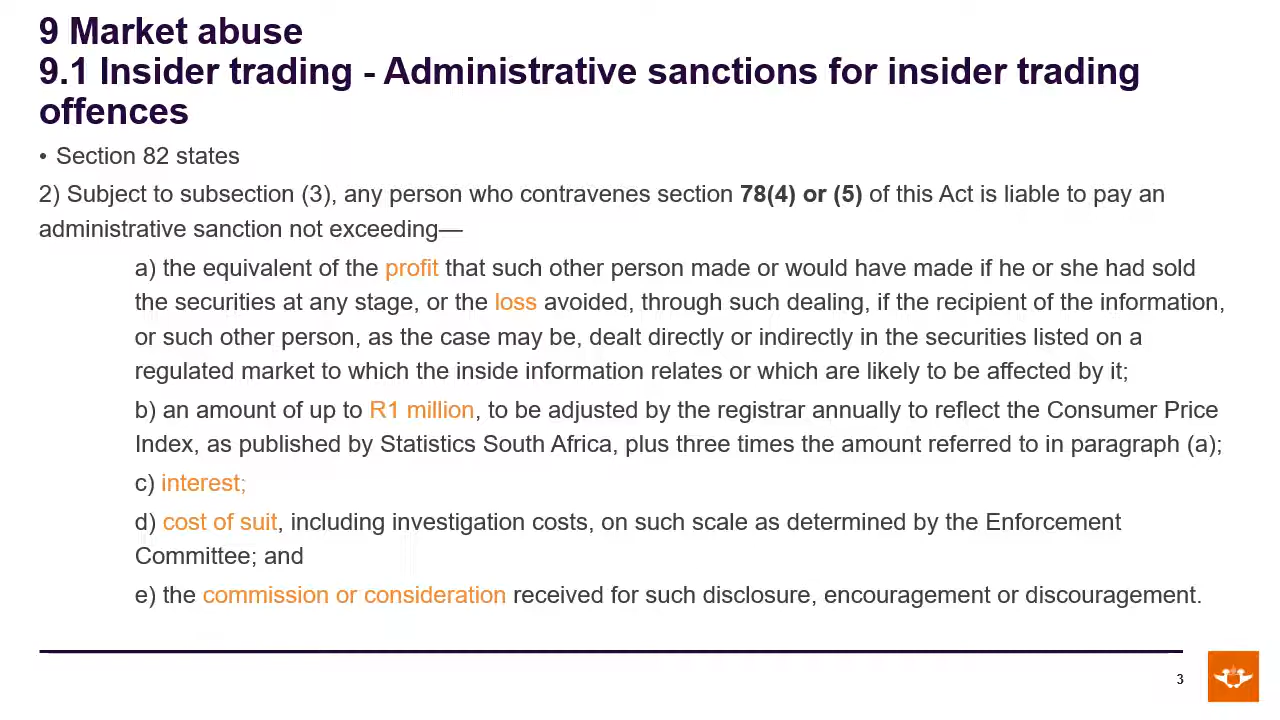 9 Market abuse
9.1 Insider trading - Administrative sanctions for insider trading
offences
• Section 82 states
2) Subject to subsection (3), any person who contravenes section 78(4) or (5) of this Act is liable to pay an
administrative sanction not exceeding—
a) the equivalent of the profit that such other person made or would have made if he or she had sold
the securities at any stage, or the loss avoided, through such dealing, if the recipient of the information,
or such other person, as the case may be, dealt directly or indirectly in the securities listed on a
regulated market to which the inside information relates or which are likely to be affected by it;
b) an amount of up to R1 million, to be adjusted by the registrar annually to reflect the Consumer Price
Index, as published by Statistics South Africa, plus three times the amount referred to in paragraph (a);
c) interest;
d) cost of suit, including investigation costs, on such scale as determined by the Enforcement
Committee; and
e) the commission or consideration received for such disclosure, encouragement or discouragement.
3